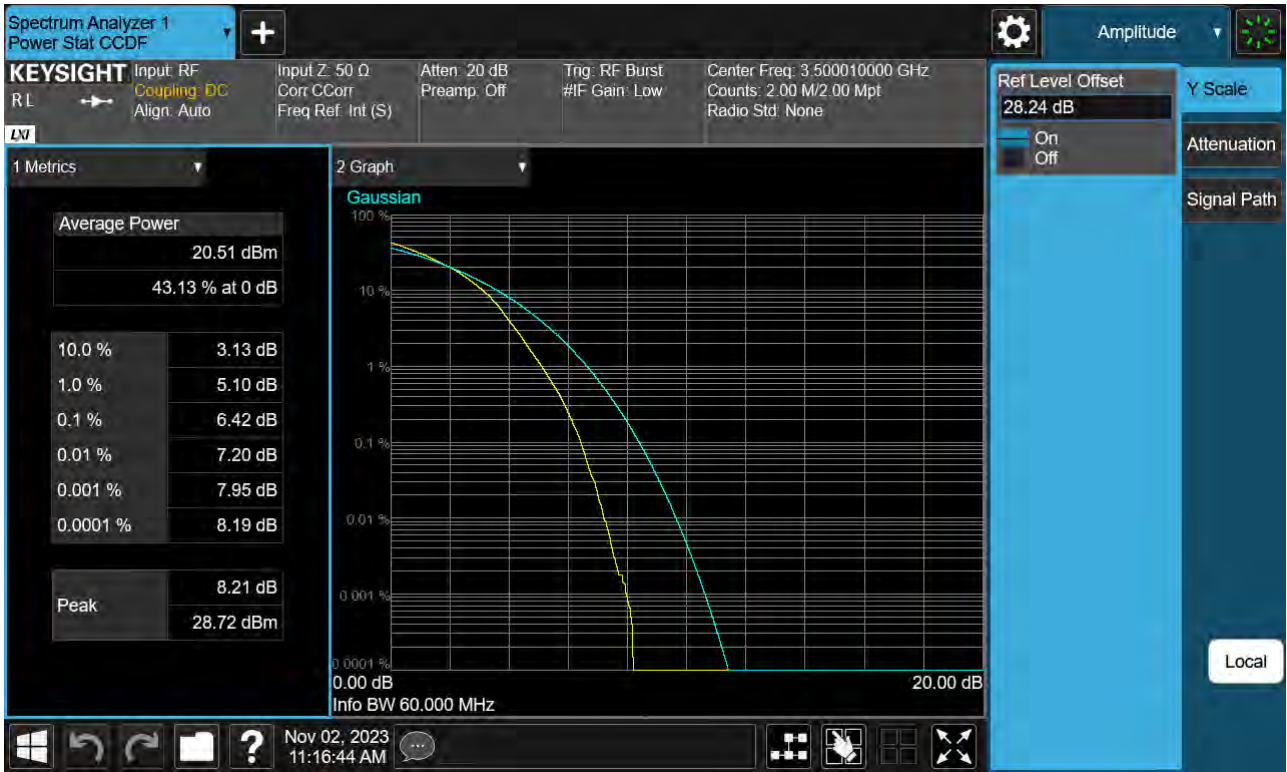 Spectrum Analyzer 1
Power Stat CCDF
+
Amplitude
KEYSIGHT
RL
LXI
Input: RF
Coupling: DC
Align: Auto
Input Z: 50 Ω
Corr CCorr
Freq Ref: Int (S)
Atten: 20 dB
Preamp: Off
Trig: RF Burst
#IF Gain: Low
Center Freq: 3.500010000 GHz
Counts: 2.00 M/2.00 Mpt
Radio Std: None
Ref Level Offset
28.24 dB
On
Off
Y Scale
Attenuation
Signal Path
Local
1 Metrics
Average Power
20.51 dBm
43.13 % at 0 dB
10.0 % 3.13 dB
1.0 % 5.10 dB
0.1 % 6.42 dB
0.01 % 7.20 dB
0.001 % 7.95 dB
0.0001 % 8.19 dB
Peak
8.21 dB
28.72 dBm
2 Graph
Gaussian
100 %
10 %
1 %
0.1 %
0.01 %
0.001 %
0.0001 %
0.00 dB 20.00 dB
Info BW 60.000 MHz
?
Nov 02, 2023
11:16:44 AM